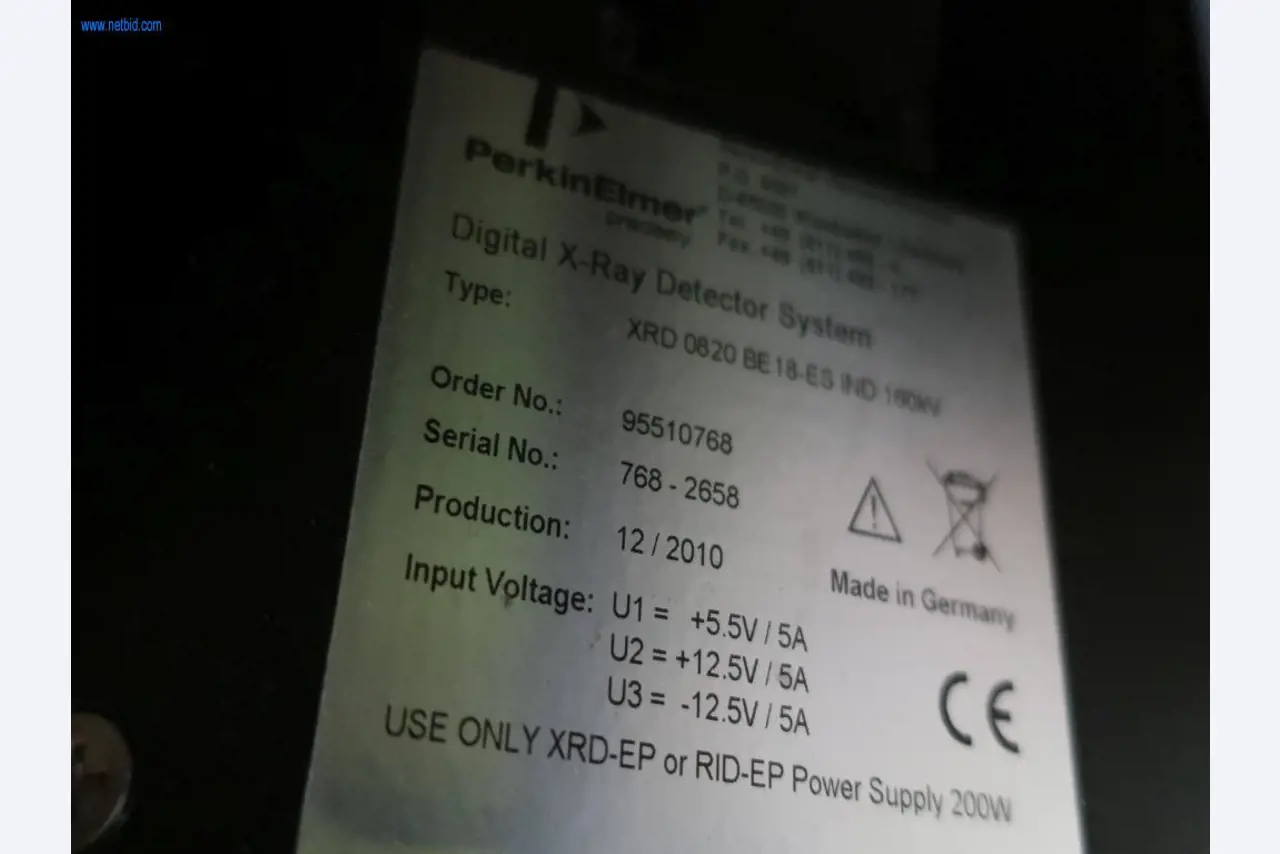 www.netbid.com
PerkinElmer®
precisely
Digital X-Ray Detector System
Type: XRD 0820 BE18-ES IND 160kV
Order No.: 95510768
Serial No.: 768 - 2658
Production: 12 / 2010
Made in Germany
Input Voltage: U1 = +5.5V / 5A
U2 = +12.5V / 5A
U3 = -12.5V / 5A
CE
USE ONLY XRD-EP or RID-EP Power Supply 200W